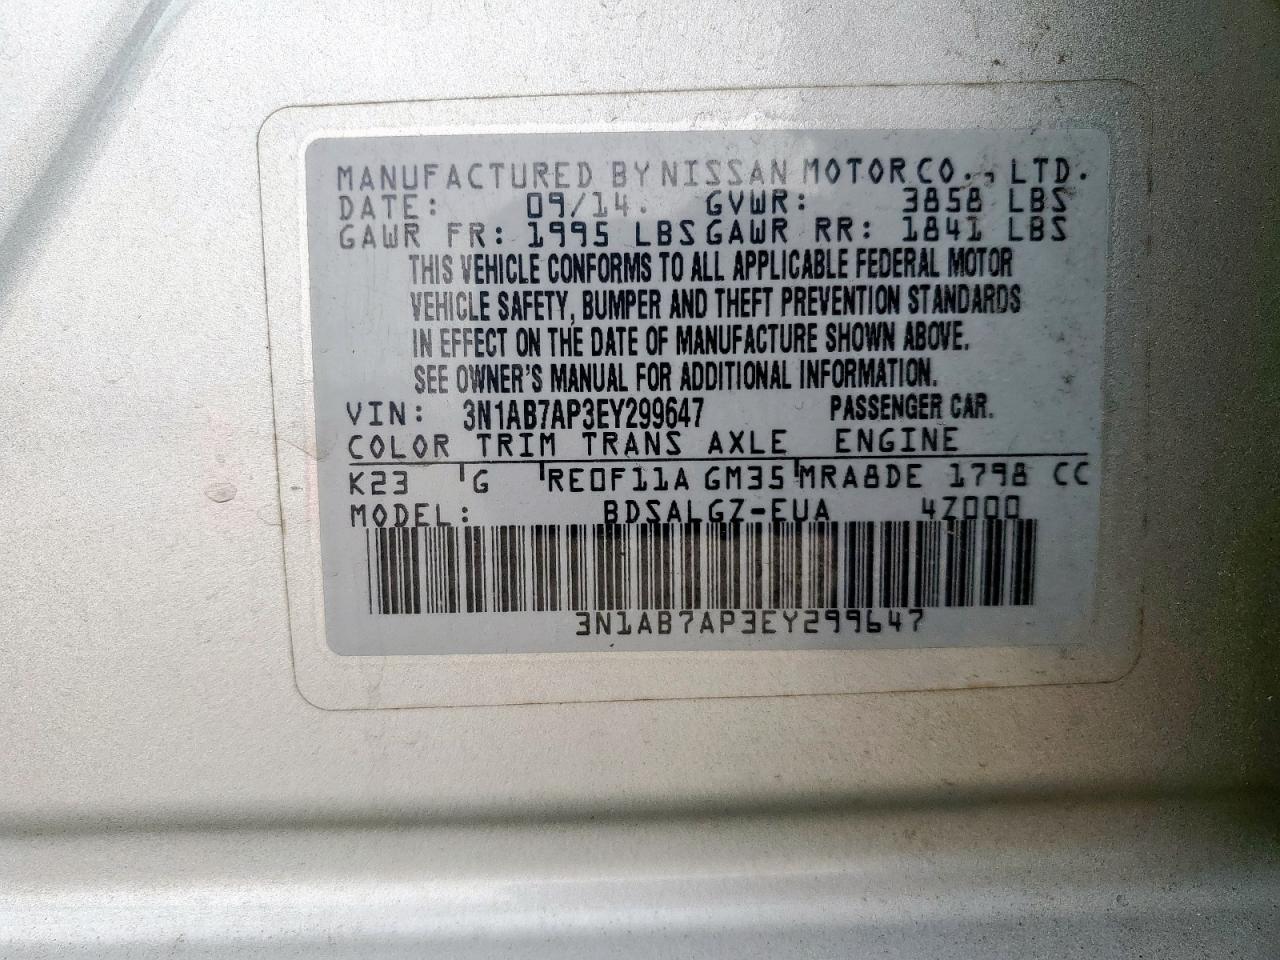 MANUFACTURED BY NISSAN MOTOR CO., LTD.
DATE: 09/14. GVWR: 3858 LBS
GAWR FR: 1995 LBS GAWR RR: 1841 LBS
THIS VEHICLE CONFORMS TO ALL APPLICABLE FEDERAL MOTOR
VEHICLE SAFETY, BUMPER AND THEFT PREVENTION STANDARDS
IN EFFECT ON THE DATE OF MANUFACTURE SHOWN ABOVE.
SEE OWNER'S MANUAL FOR ADDITIONAL INFORMATION.
VIN: 3N1AB7AP3EY299647 PASSENGER CAR.
COLOR TRIM TRANS AXLE ENGINE
K23 G RE0F11A GM35 MRA8DE 1798 CC
MODEL: BDSALGZ-EUA 4Z000
3N1AB7AP3EY299647